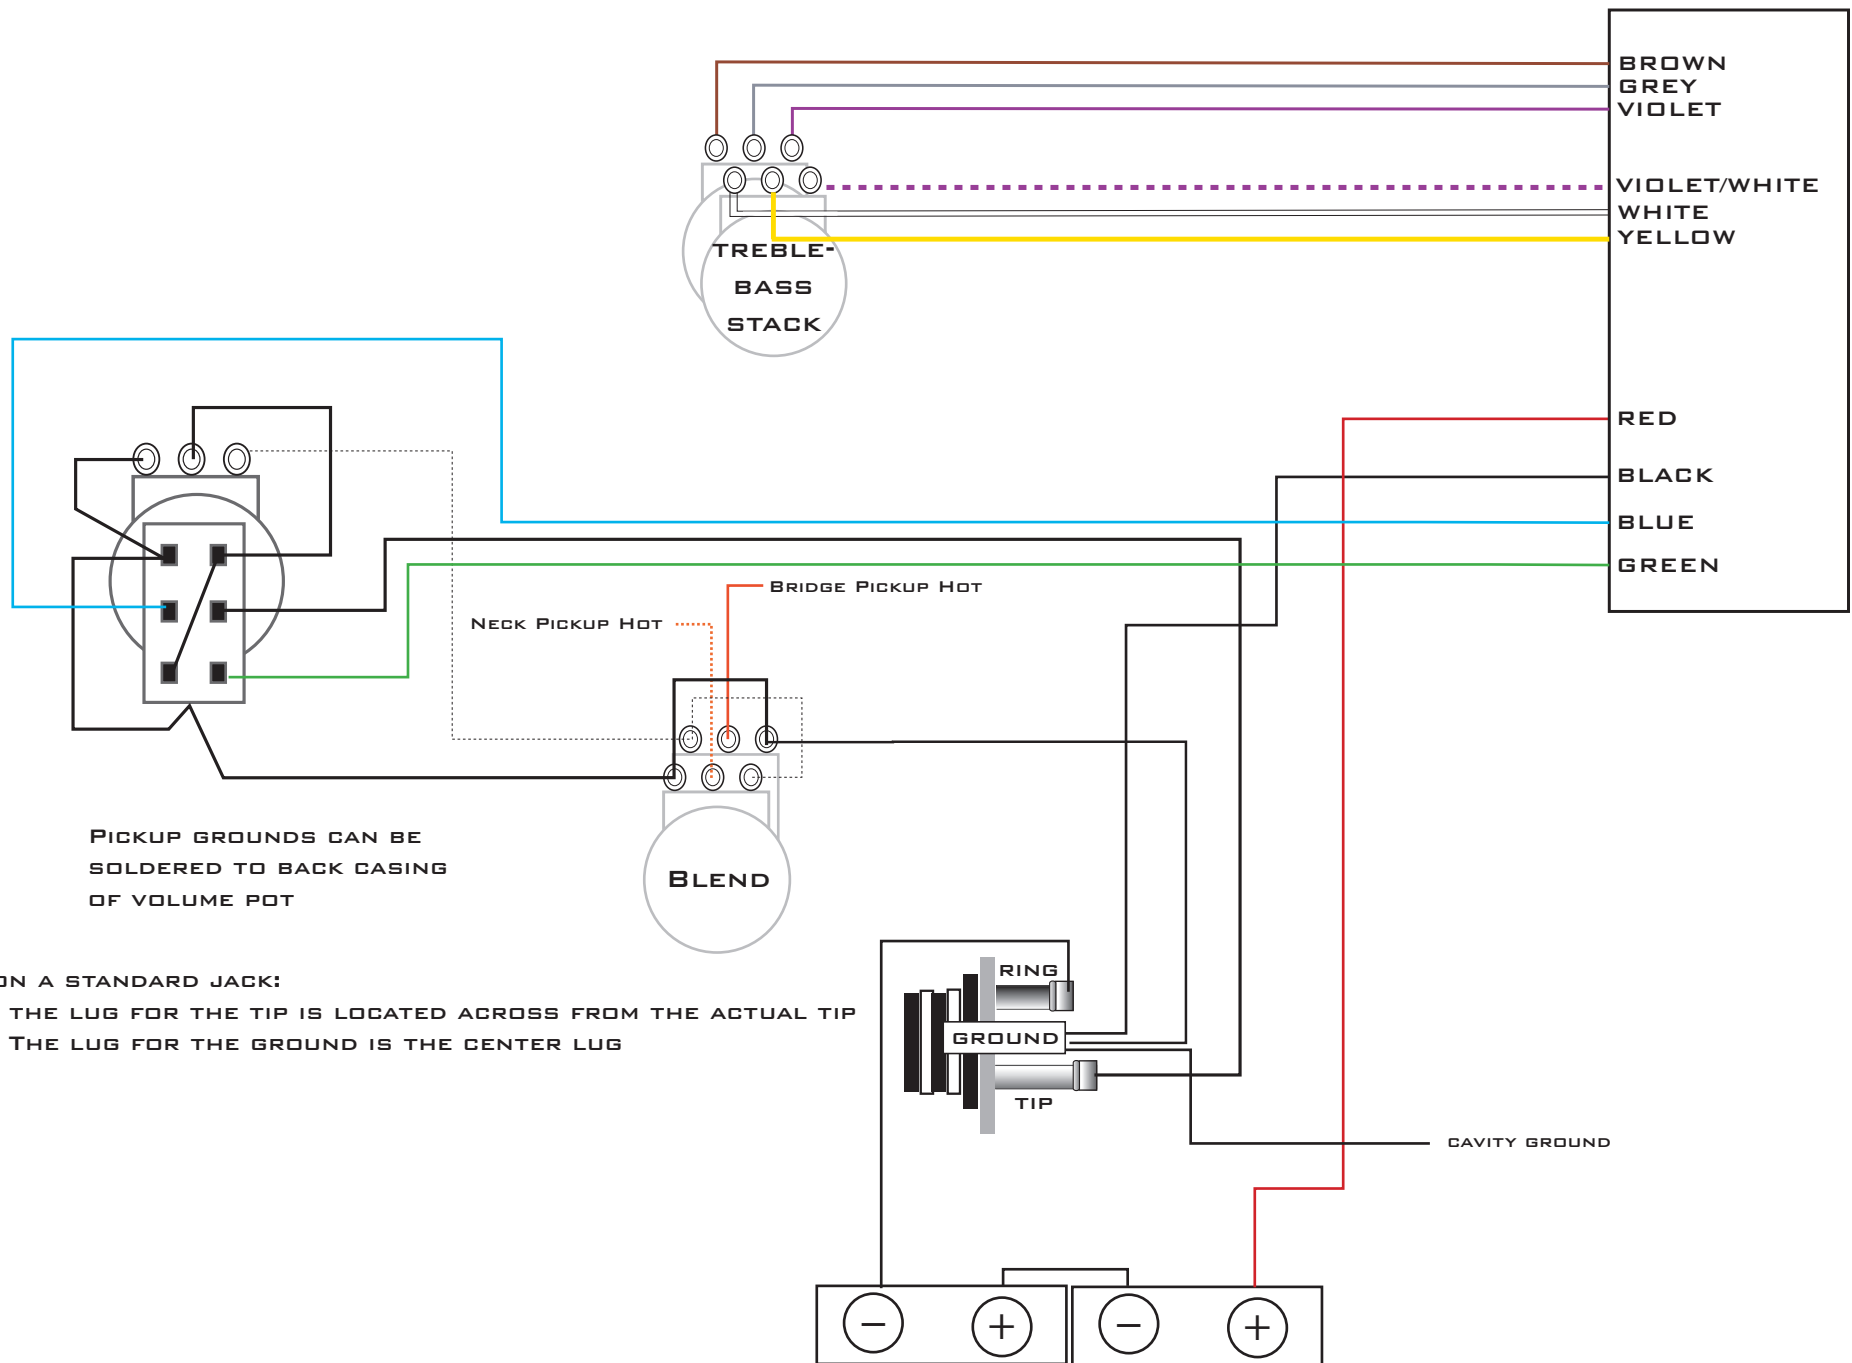 BROWN
GREY
VIOLET
VIOLET/WHITE
WHITE
YELLOW
TREBLE-
BASS
STACK
RED
BLACK
BLUE
GREEN
Bridge Pickup Hot
Neck Pickup Hot
Pickup grounds can be
soldered to back casing
of volume pot
Blend
ON A STANDARD JACK:
THE LUG FOR THE TIP IS LOCATED ACROSS FROM THE ACTUAL TIP
THE LUG FOR THE GROUND IS THE CENTER LUG
RING
GROUND
TIP
CAVITY GROUND
− + − +